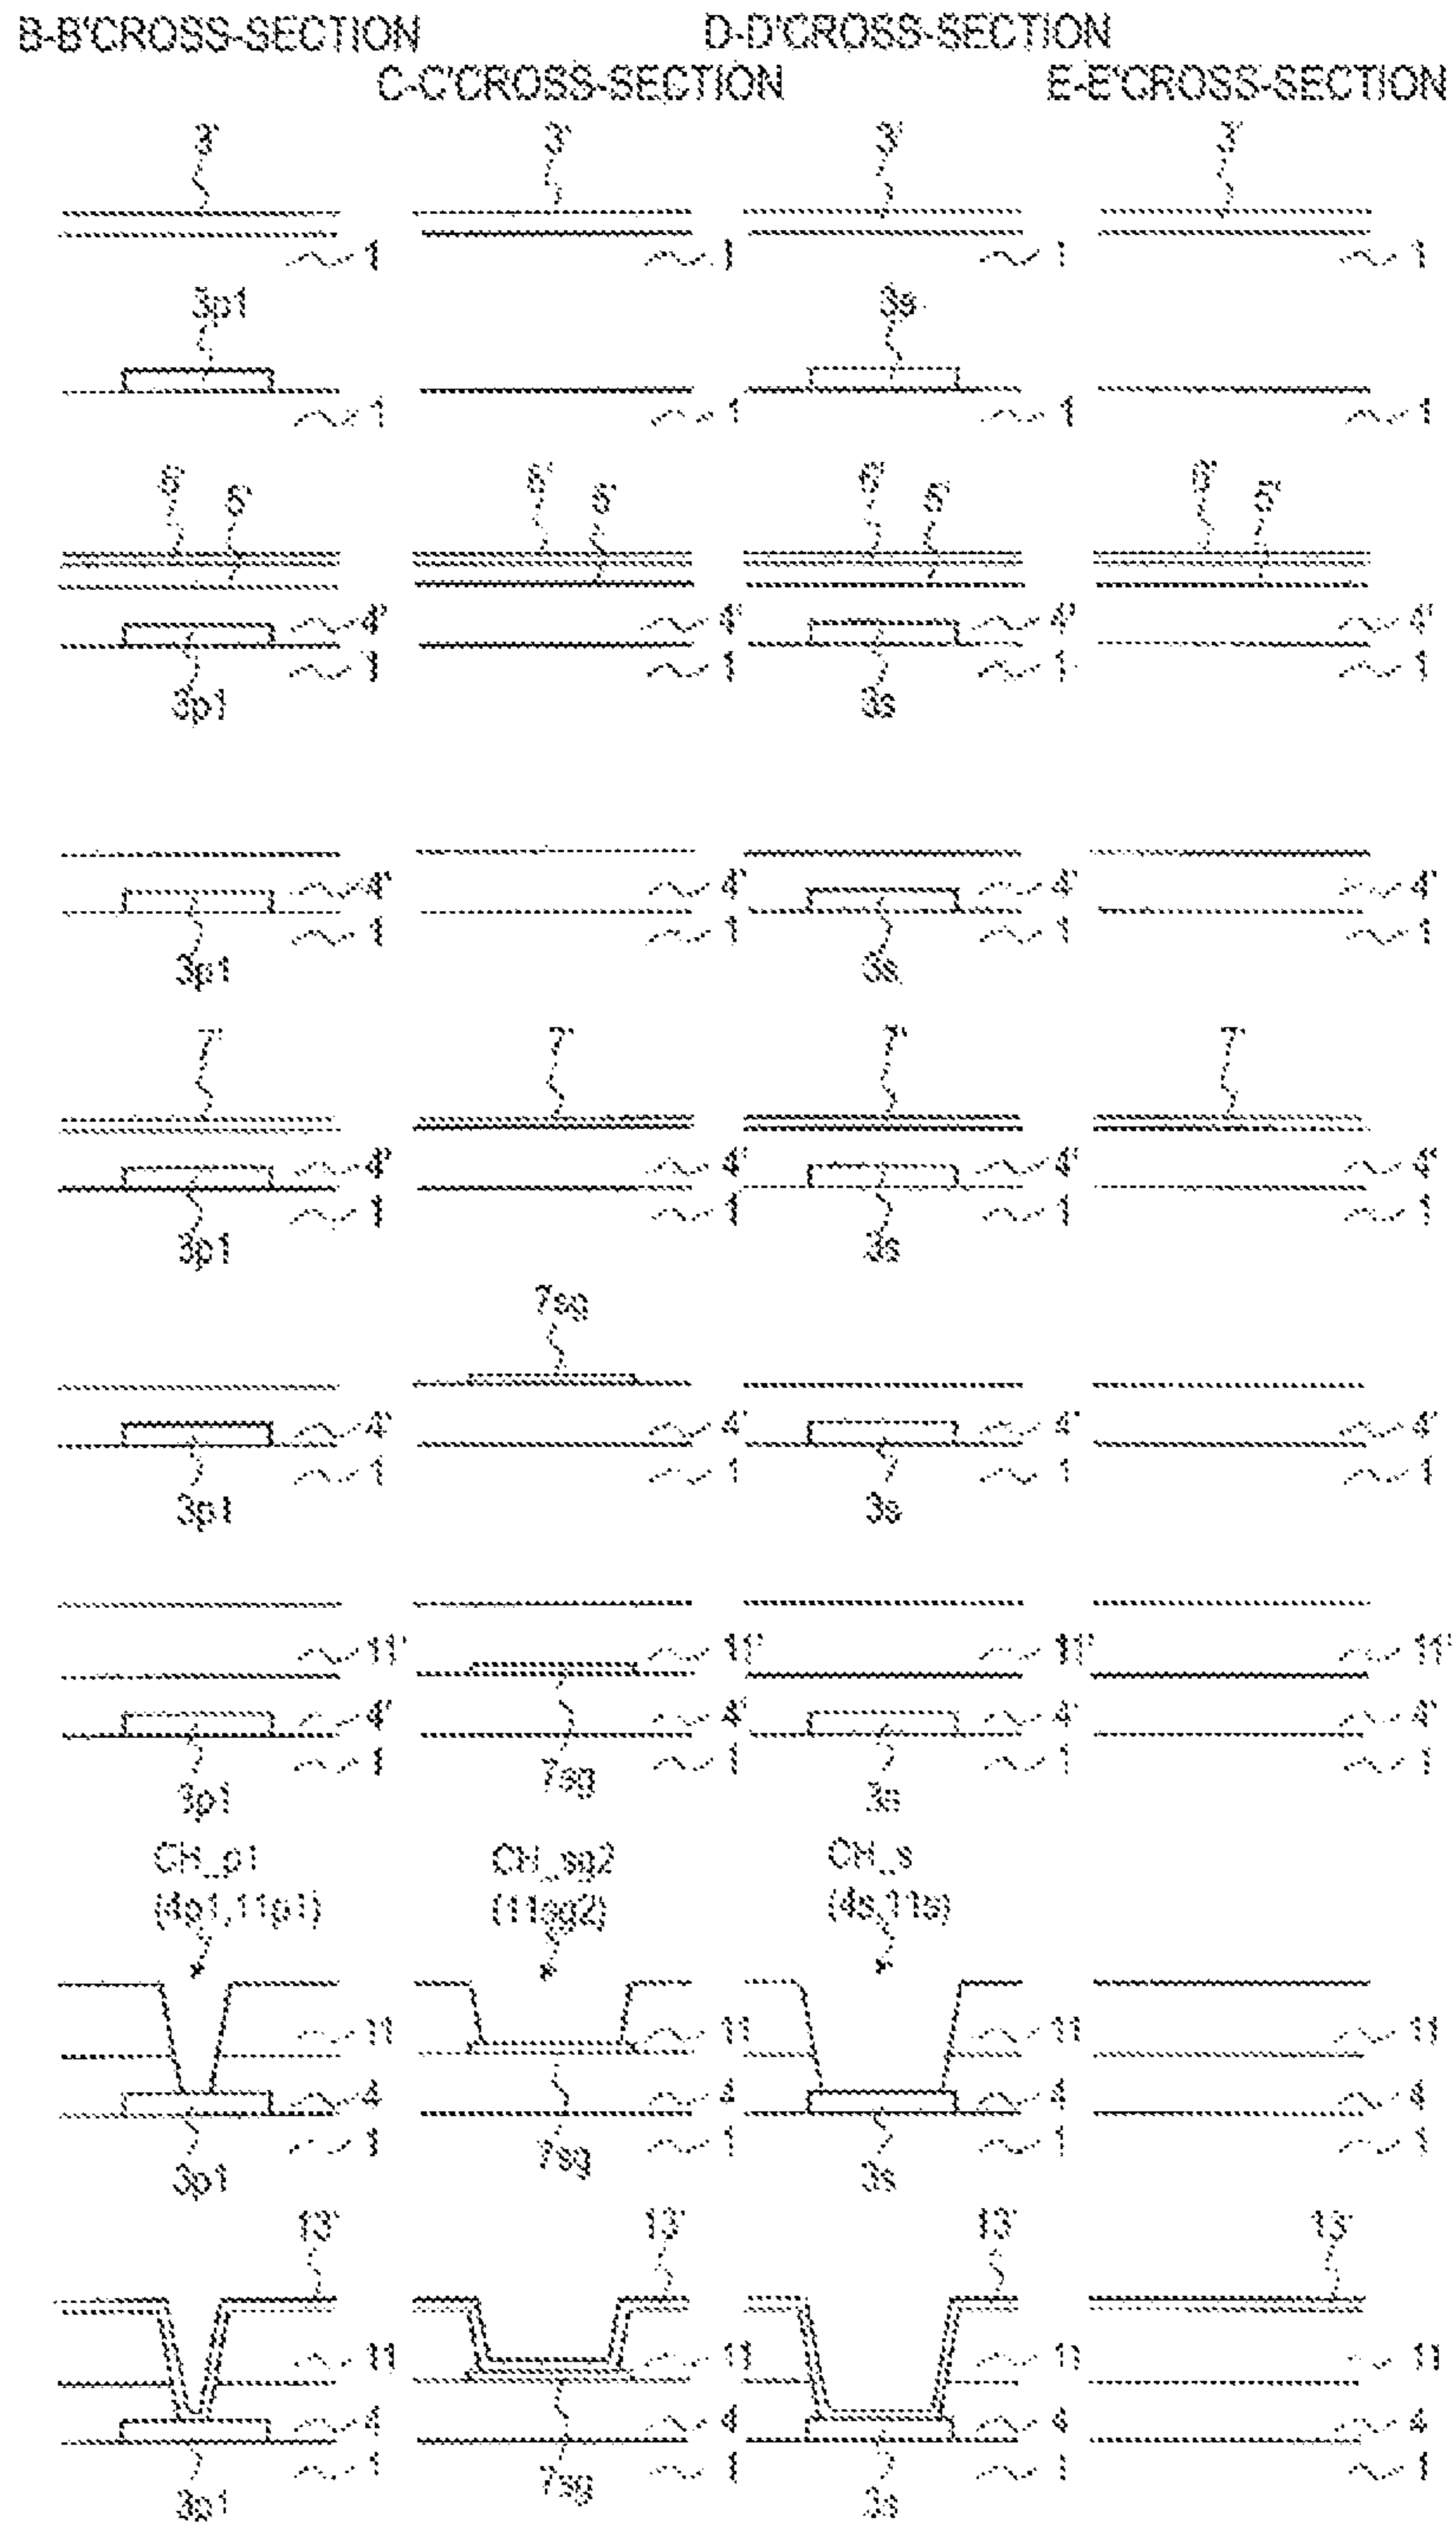 B-B'CROSS-SECTION D-D'CROSS-SECTION
C-C'CROSS-SECTION E-E'CROSS-SECTION
3' 3' 3' 3'
1 1 1 1
3p1 3s
1 1 1 1
6' 5' 6' 5' 6' 5' 6' 5'
4' 4' 4' 4'
1 1 1 1
3p1 3s
4' 4' 4' 4'
1 1 1 1
3p1 3s
7' 7' 7' 7'
4' 4' 4' 4'
1 1 1 1
3p1 3s
7sg
4' 4' 4' 4'
1 1 1 1
3p1 3s
11' 11' 11' 11'
4' 4' 4' 4'
1 1 1 1
3p1 7sg 3s
CH_p1 CH_sg2 CH_s
(4p1,11p1) (11sg2) (4s,11s)
11 11 11 11
4 4 4 4
1 1 1 1
3p1 7sg 3s
13' 13' 13' 13'
11 11 11 11
4 4 4 4
1 1 1 1
3p1 7sg 3s